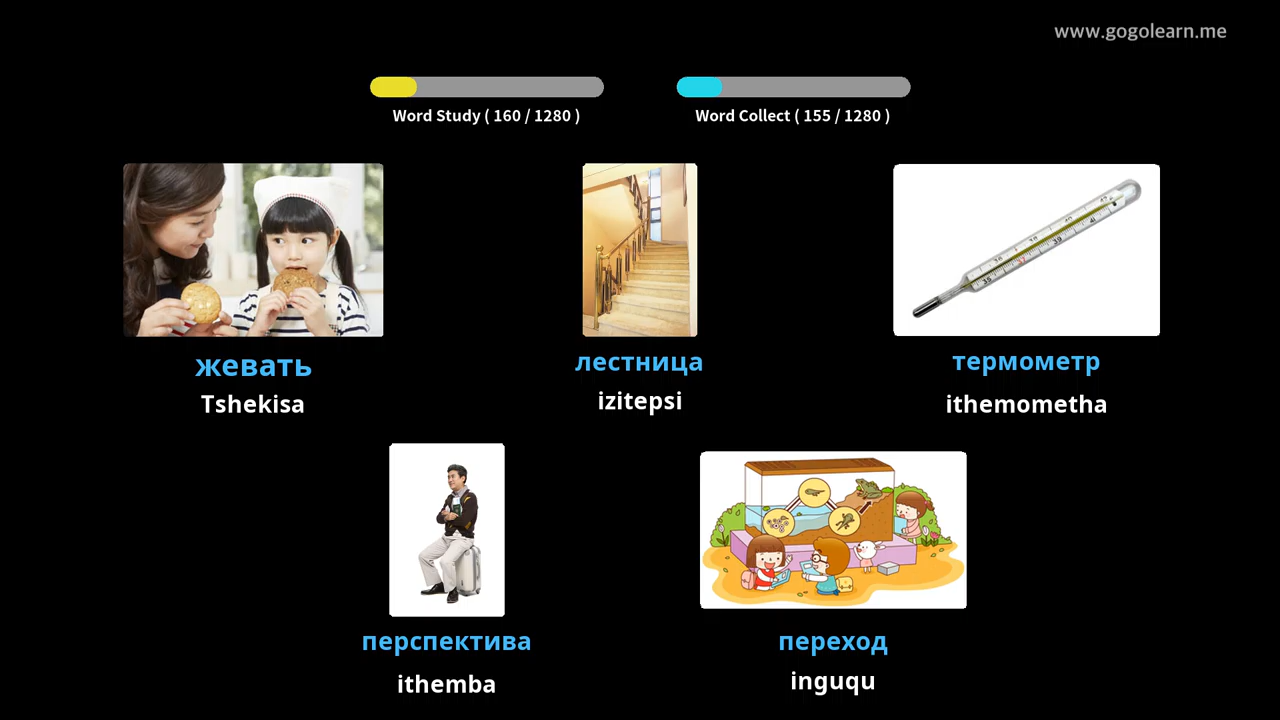 www.gogolearn.me
Word Study ( 160 / 1280 )
Word Collect ( 155 / 1280 )
жевать
Tshekisa
лестница
izitepsi
термометр
ithemometha
перспектива
ithemba
переход
inguqu